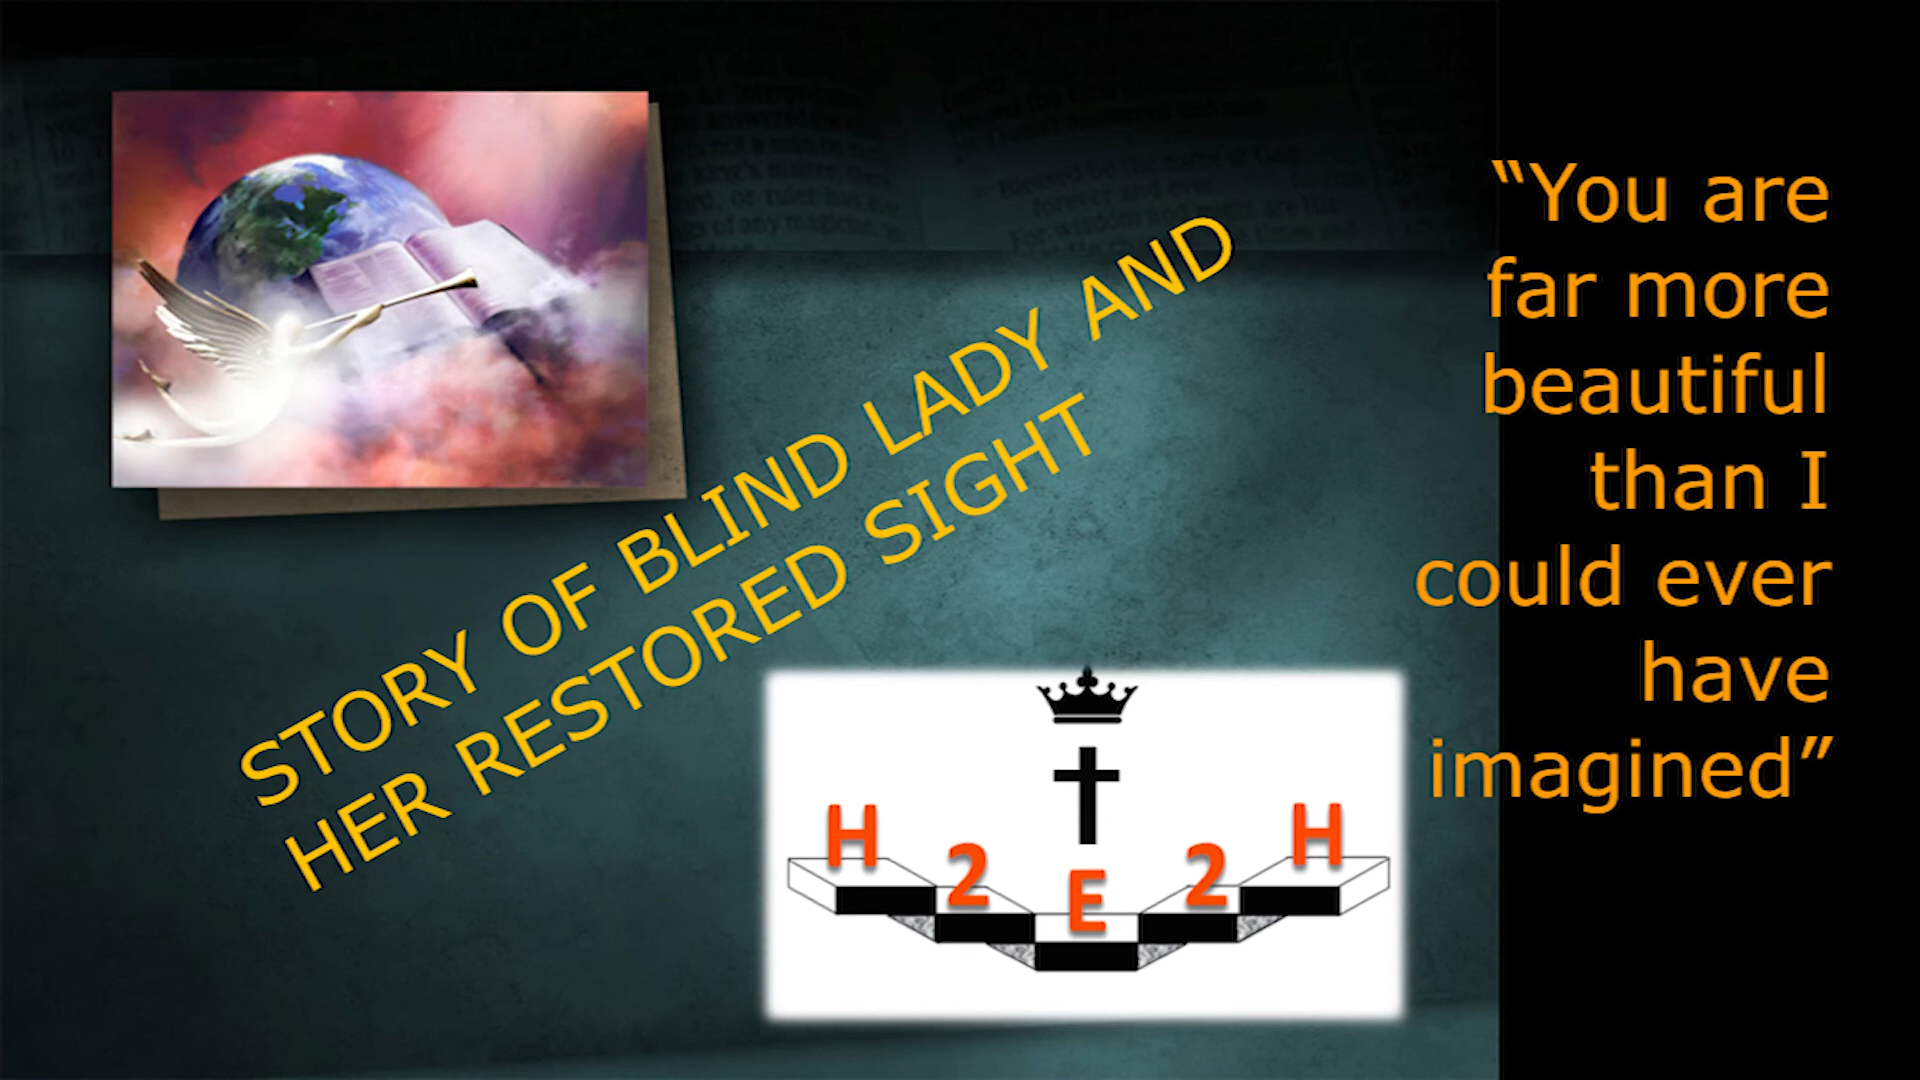 STORY OF BLIND LADY AND
HER RESTORED SIGHT
“You are
far more
beautiful
than I
could ever
have
imagined”
H 2 E 2 H